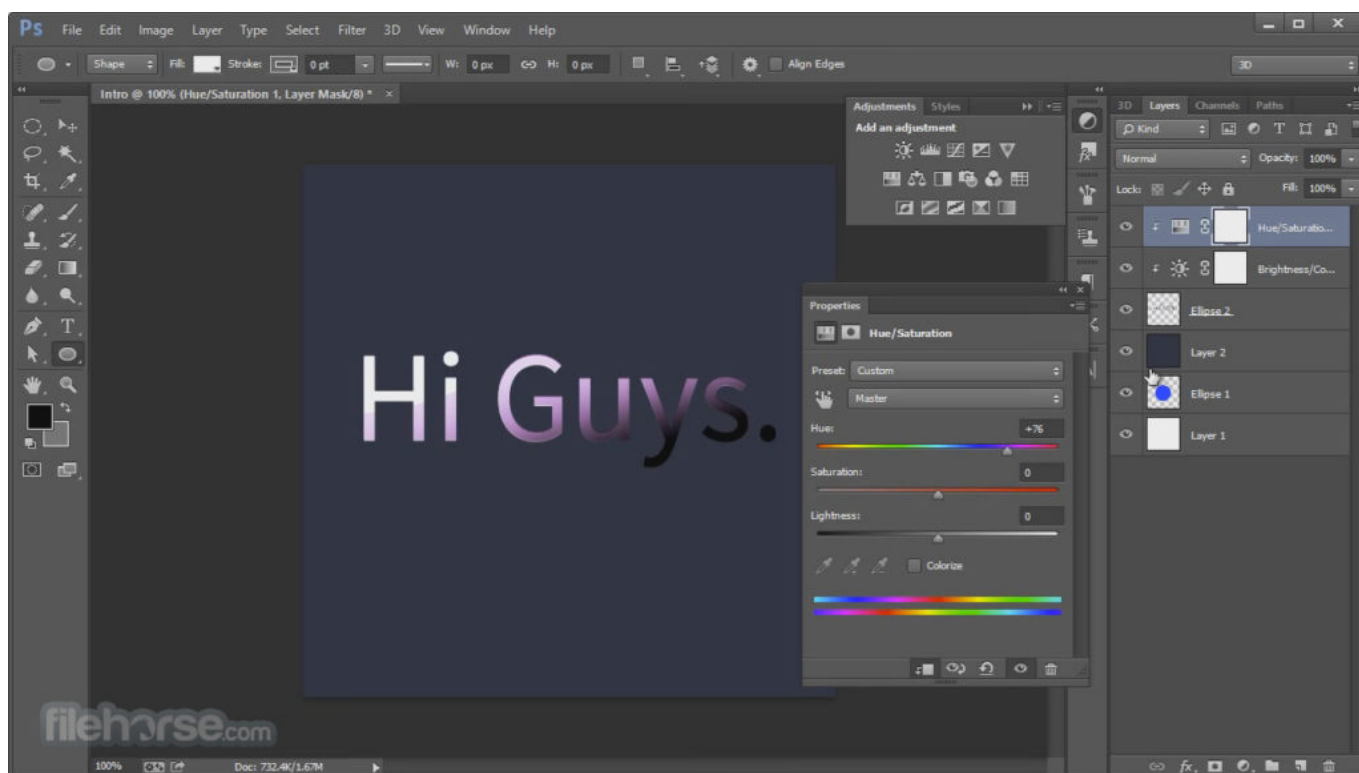 Ps File Edit Image Layer Type Select Filter 3D View Window Help
Shape Fill: Stroke: 0 pt W: 0 px H: 0 px Align Edges 3D
Intro @ 100% (Hue/Saturation 1, Layer Mask/8) * ×
Adjustments Styles
Add an adjustment
3D Layers Channels Paths
Kind
Normal Opacity: 100%
Lock: Fill: 100%
Hue/Saturatio...
Brightness/Co...
Ellipse 2
Layer 2
Ellipse 1
Layer 1
Properties
Hue/Saturation
Preset: Custom
Master
Hue: +76
Saturation: 0
Lightness: 0
Colorize
Hi Guys.
filehorse.com
100% Doc: 732.4K/1.67M